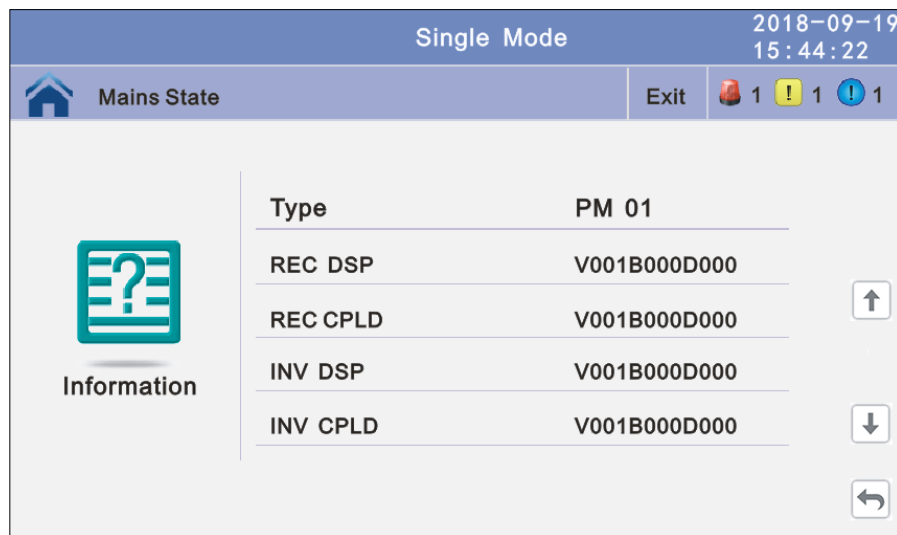 Single Mode
2018-09-19
15:44:22
Mains State
Exit
1
1
1
Type PM 01
REC DSP V001B000D000
REC CPLD V001B000D000
INV DSP V001B000D000
INV CPLD V001B000D000
Information